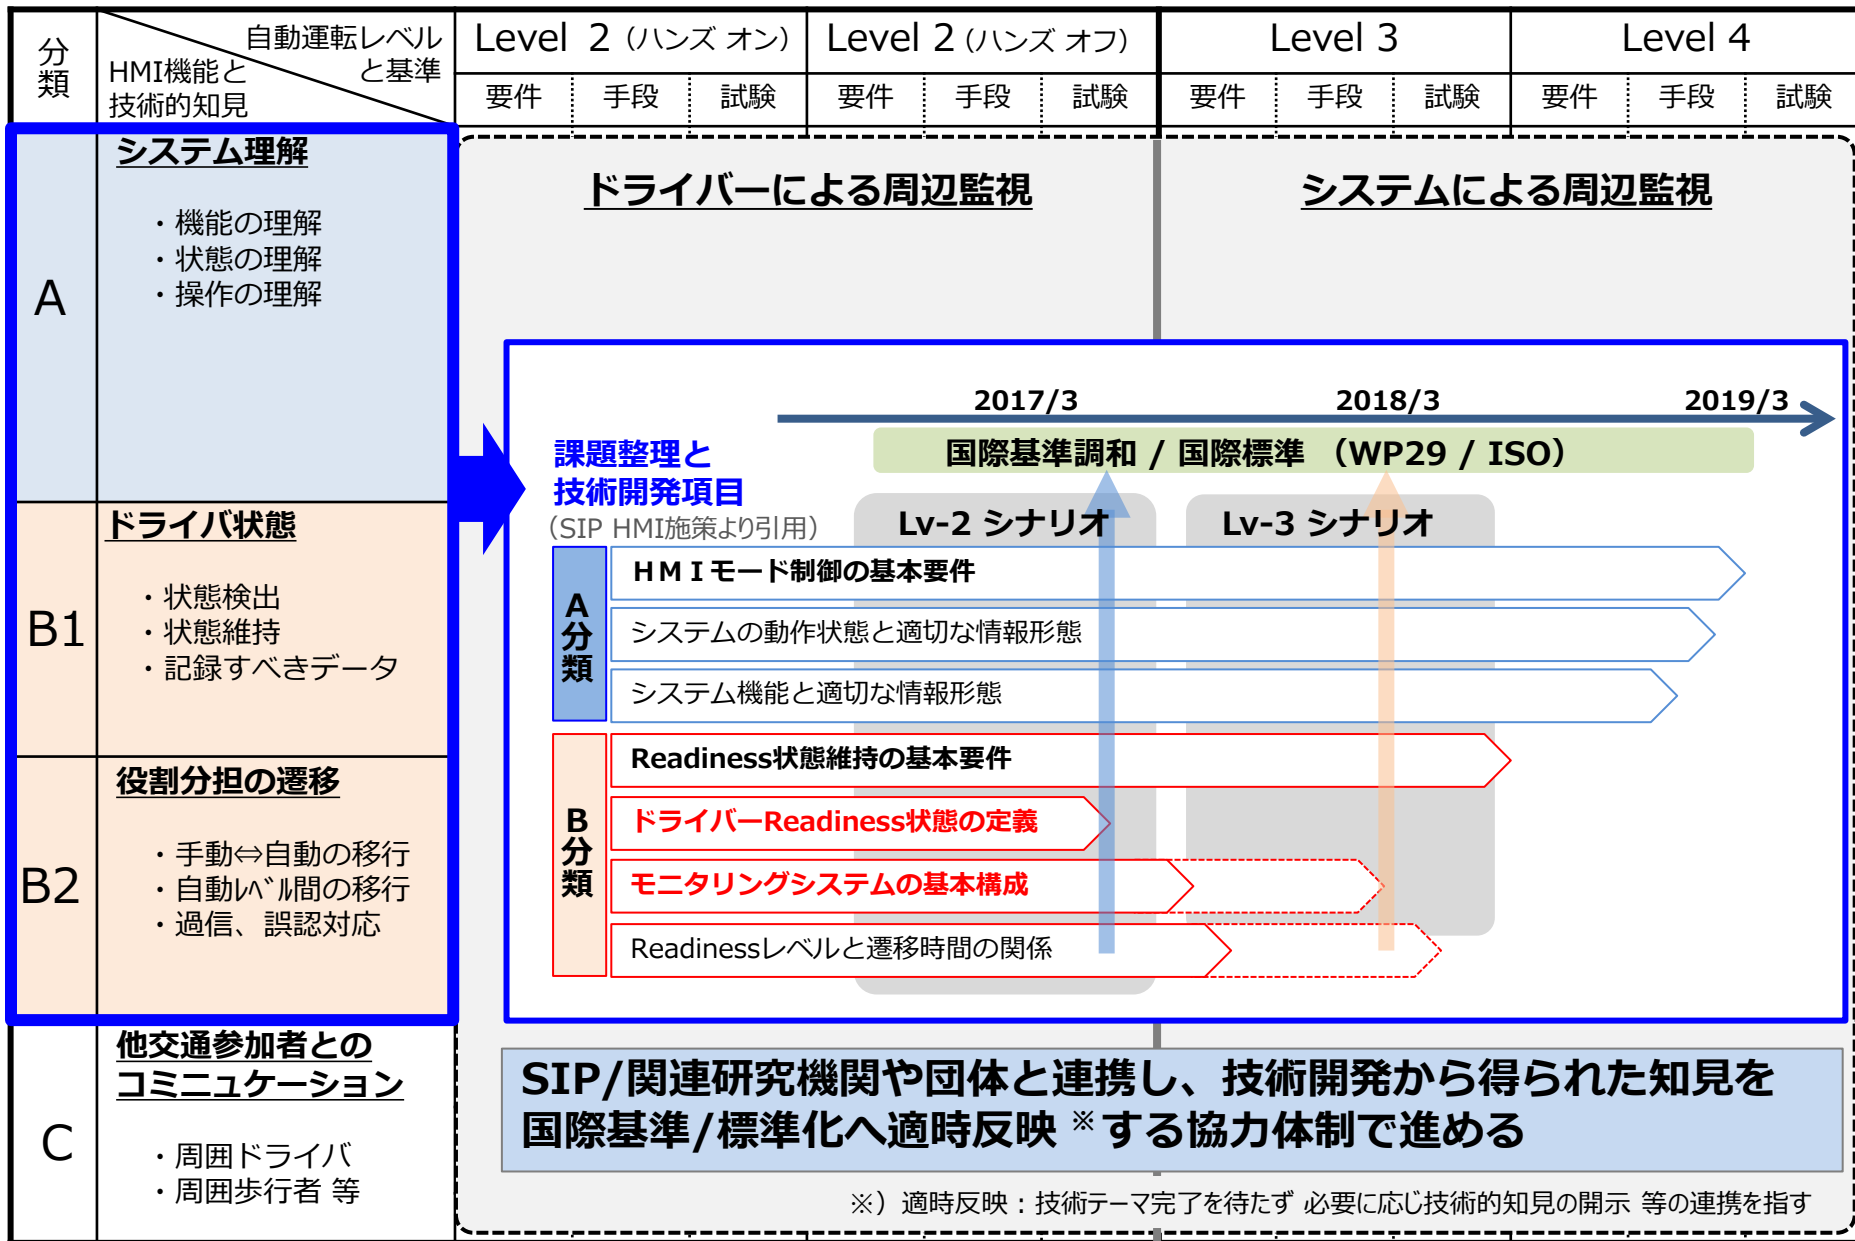 分類
自動運転レベル
と基準
HMI機能と
技術的知見
Level 2（ハンズ オン）
Level 2（ハンズ オフ）
Level 3
Level 4
要件 手段 試験 要件 手段 試験 要件 手段 試験 要件 手段 試験
A
システム理解
・機能の理解
・状態の理解
・操作の理解
B1
ドライバ状態
・状態検出
・状態維持
・記録すべきデータ
B2
役割分担の遷移
・手動⇔自動の移行
・自動ﾚﾍﾞﾙ間の移行
・過信、誤認対応
C
他交通参加者との
コミニュケーション
・周囲ドライバ
・周囲歩行者 等
ドライバーによる周辺監視
システムによる周辺監視
2017/3
2018/3
2019/3
課題整理と
技術開発項目
（SIP HMI施策より引用）
国際基準調和 / 国際標準 （WP29 / ISO）
Lv-2 シナリオ
Lv-3 シナリオ
A分類
ＨＭＩモード制御の基本要件
システムの動作状態と適切な情報形態
システム機能と適切な情報形態
B分類
Readiness状態維持の基本要件
ドライバーReadiness状態の定義
モニタリングシステムの基本構成
Readinessレベルと遷移時間の関係
SIP/関連研究機関や団体と連携し、技術開発から得られた知見を
国際基準/標準化へ適時反映※する協力体制で進める
※）適時反映：技術テーマ完了を待たず 必要に応じ技術的知見の開示 等の連携を指す